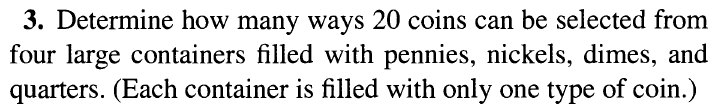 3. Determine how many ways 20 coins can be selected from
four large containers filled with pennies, nickels, dimes, and
quarters. (Each container is filled with only one type of coin.)